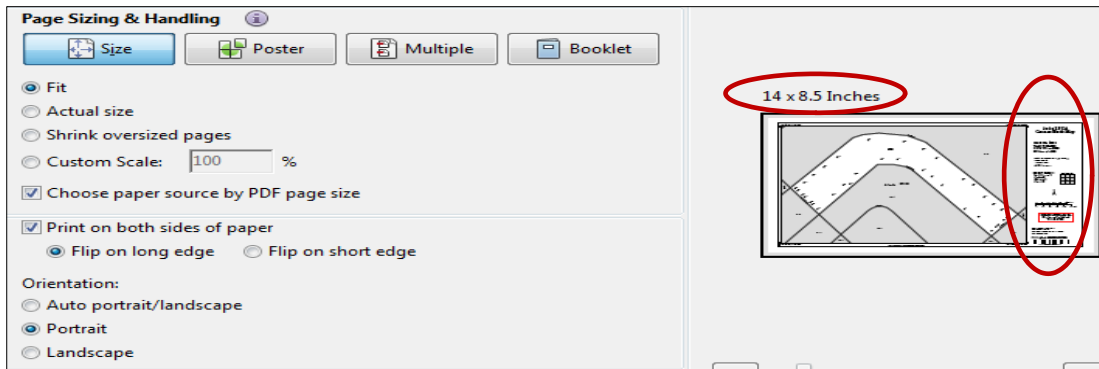 Page Sizing & Handling
Size Poster Multiple Booklet
Fit
Actual size
Shrink oversized pages
Custom Scale: 100 %
Choose paper source by PDF page size
Print on both sides of paper
Flip on long edge Flip on short edge
Orientation:
Auto portrait/landscape
Portrait
Landscape
14 x 8.5 Inches